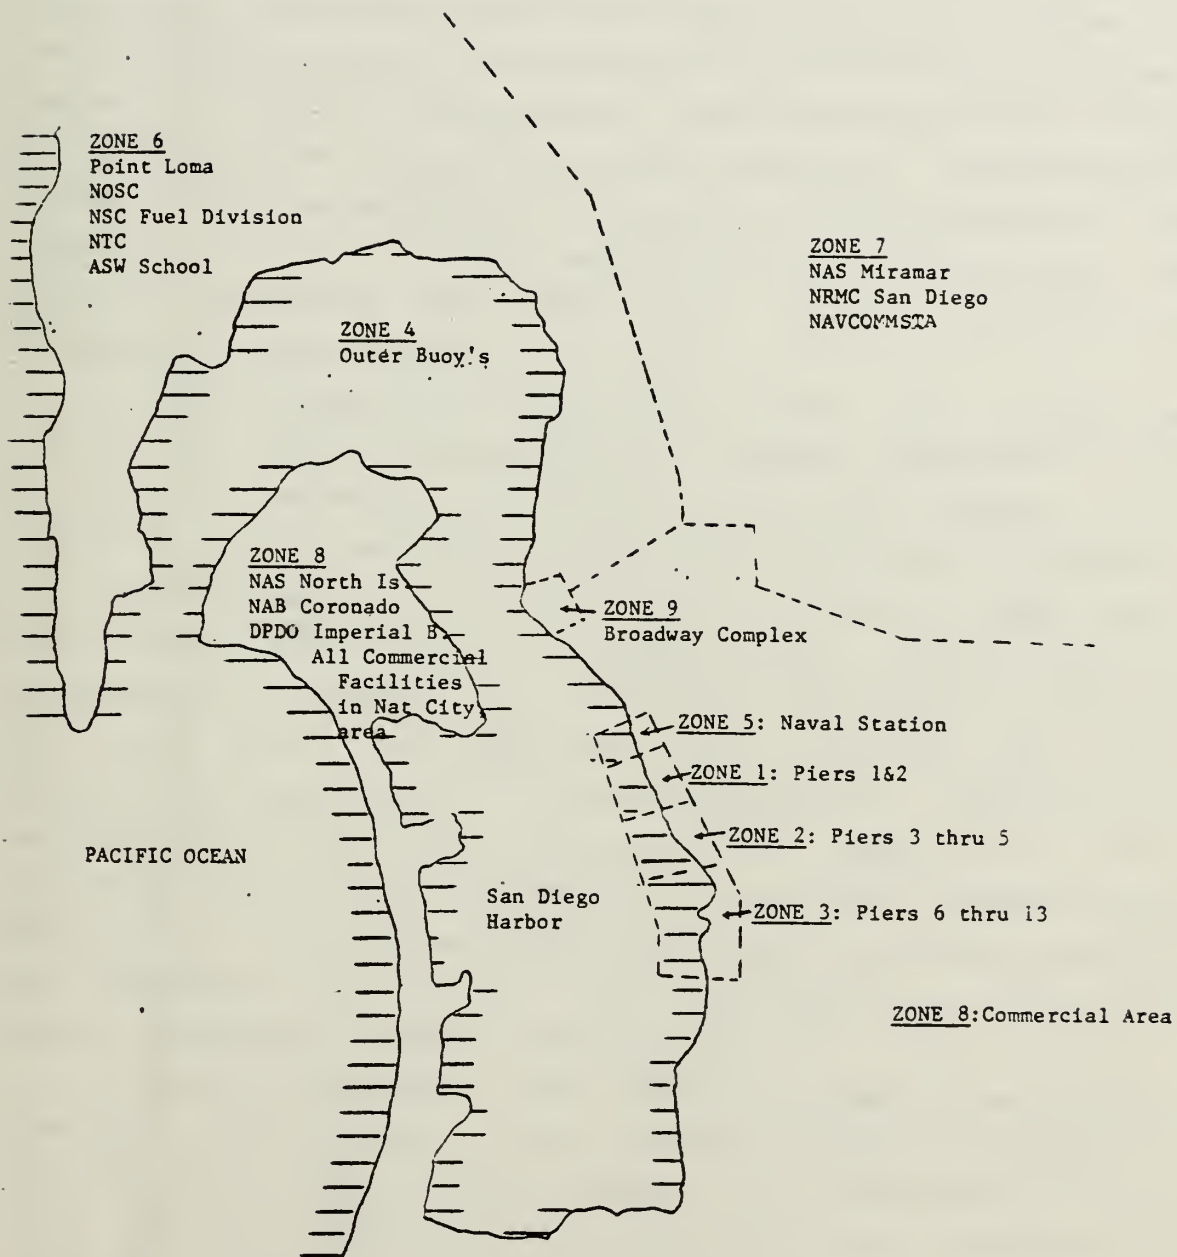 ZONE 6
Point Loma
NOSC
NSC Fuel Division
NTC
ASW School
ZONE 7
NAS Miramar
NRMC San Diego
NAVCOMMSTA
ZONE 4
Outer Buoy's
ZONE 8
NAS North Is.
NAB Coronado
DPDO Imperial B.
All Commercial
Facilities
in Nat City
area
ZONE 9
Broadway Complex
ZONE 5: Naval Station
ZONE 1: Piers 1&2
ZONE 2: Piers 3 thru 5
ZONE 3: Piers 6 thru 13
PACIFIC OCEAN
San Diego
Harbor
ZONE 8:Commercial Area